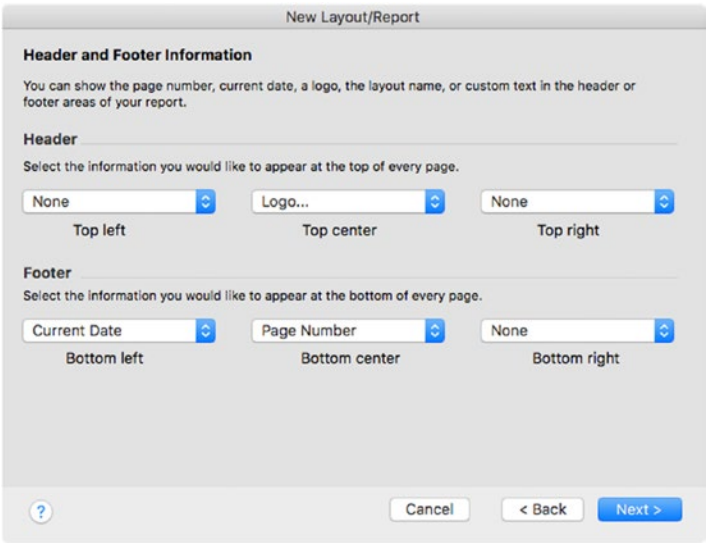 New Layout/Report
Header and Footer Information
You can show the page number, current date, a logo, the layout name, or custom text in the header or
footer areas of your report.
Header
Select the information you would like to appear at the top of every page.
None Logo... None
Top left Top center Top right
Footer
Select the information you would like to appear at the bottom of every page.
Current Date Page Number None
Bottom left Bottom center Bottom right
? Cancel < Back Next >